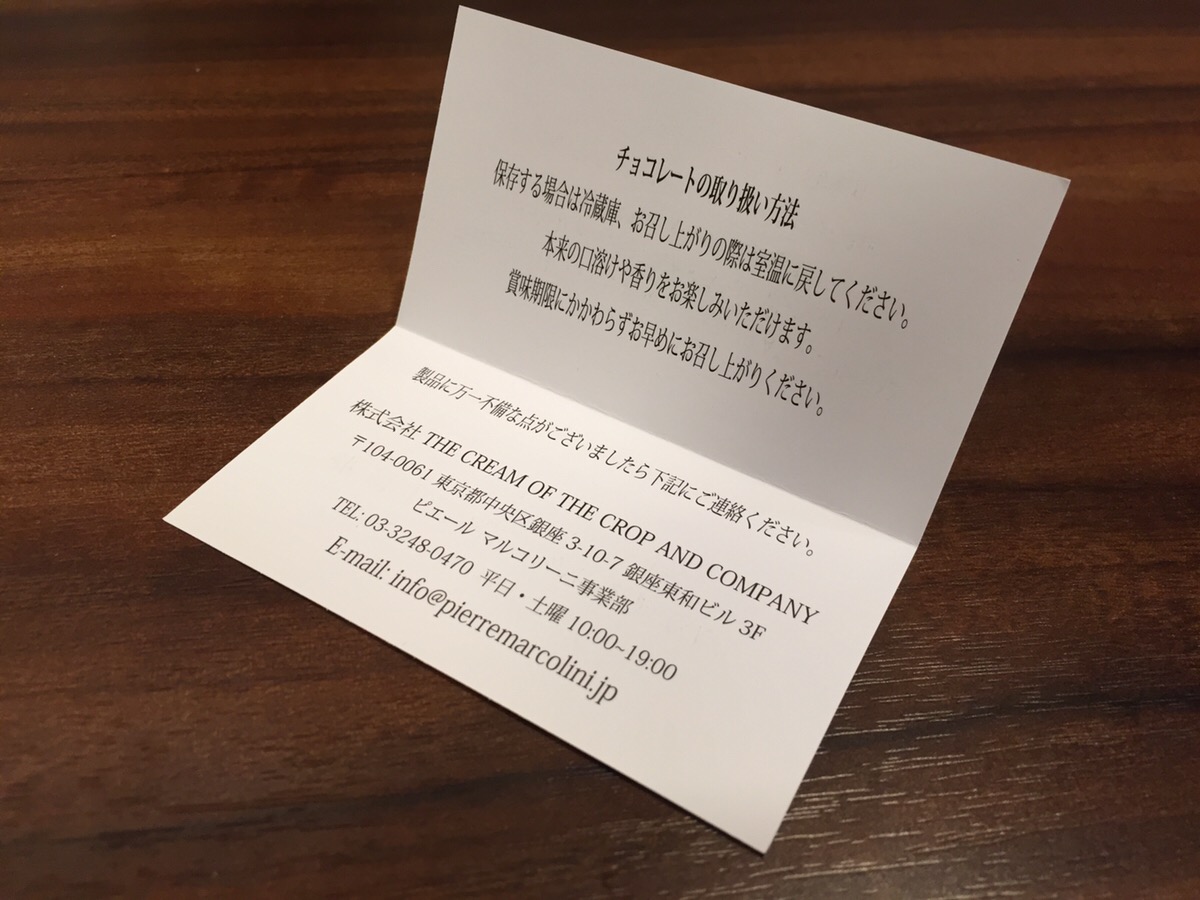 チョコレートの取り扱い方法
保存する場合は冷蔵庫、お召し上がりの際は室温に戻してください。
本来の口溶けや香りをお楽しみいただけます。
賞味期限にかかわらずお早めにお召し上がりください。
製品に万一不備な点がございましたら下記にご連絡ください。
株式会社 THE CREAM OF THE CROP AND COMPANY
〒104-0061 東京都中央区銀座 3-10-7 銀座東和ビル 3F
ピエール マルコリーニ事業部
TEL: 03-3248-0470 平日・土曜 10:00~19:00
E-mail: info@pierremarcolini.jp